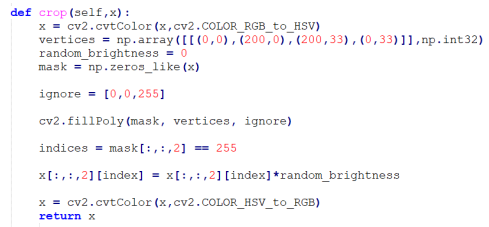 def crop(self,x):
    x = cv2.cvtColor(x,cv2.COLOR_RGB_to_HSV)
    vertices = np.array([[(0,0),(200,0),(200,33),(0,33)]],np.int32)
    random_brightness = 0
    mask = np.zeros_like(x)
    ignore = [0,0,255]
    cv2.fillPoly(mask, vertices, ignore)
    indices = mask[:,:,2] == 255
    x[:,:,2][index] = x[:,:,2][index]*random_brightness
    x = cv2.cvtColor(x,cv2.COLOR_HSV_to_RGB)
    return x